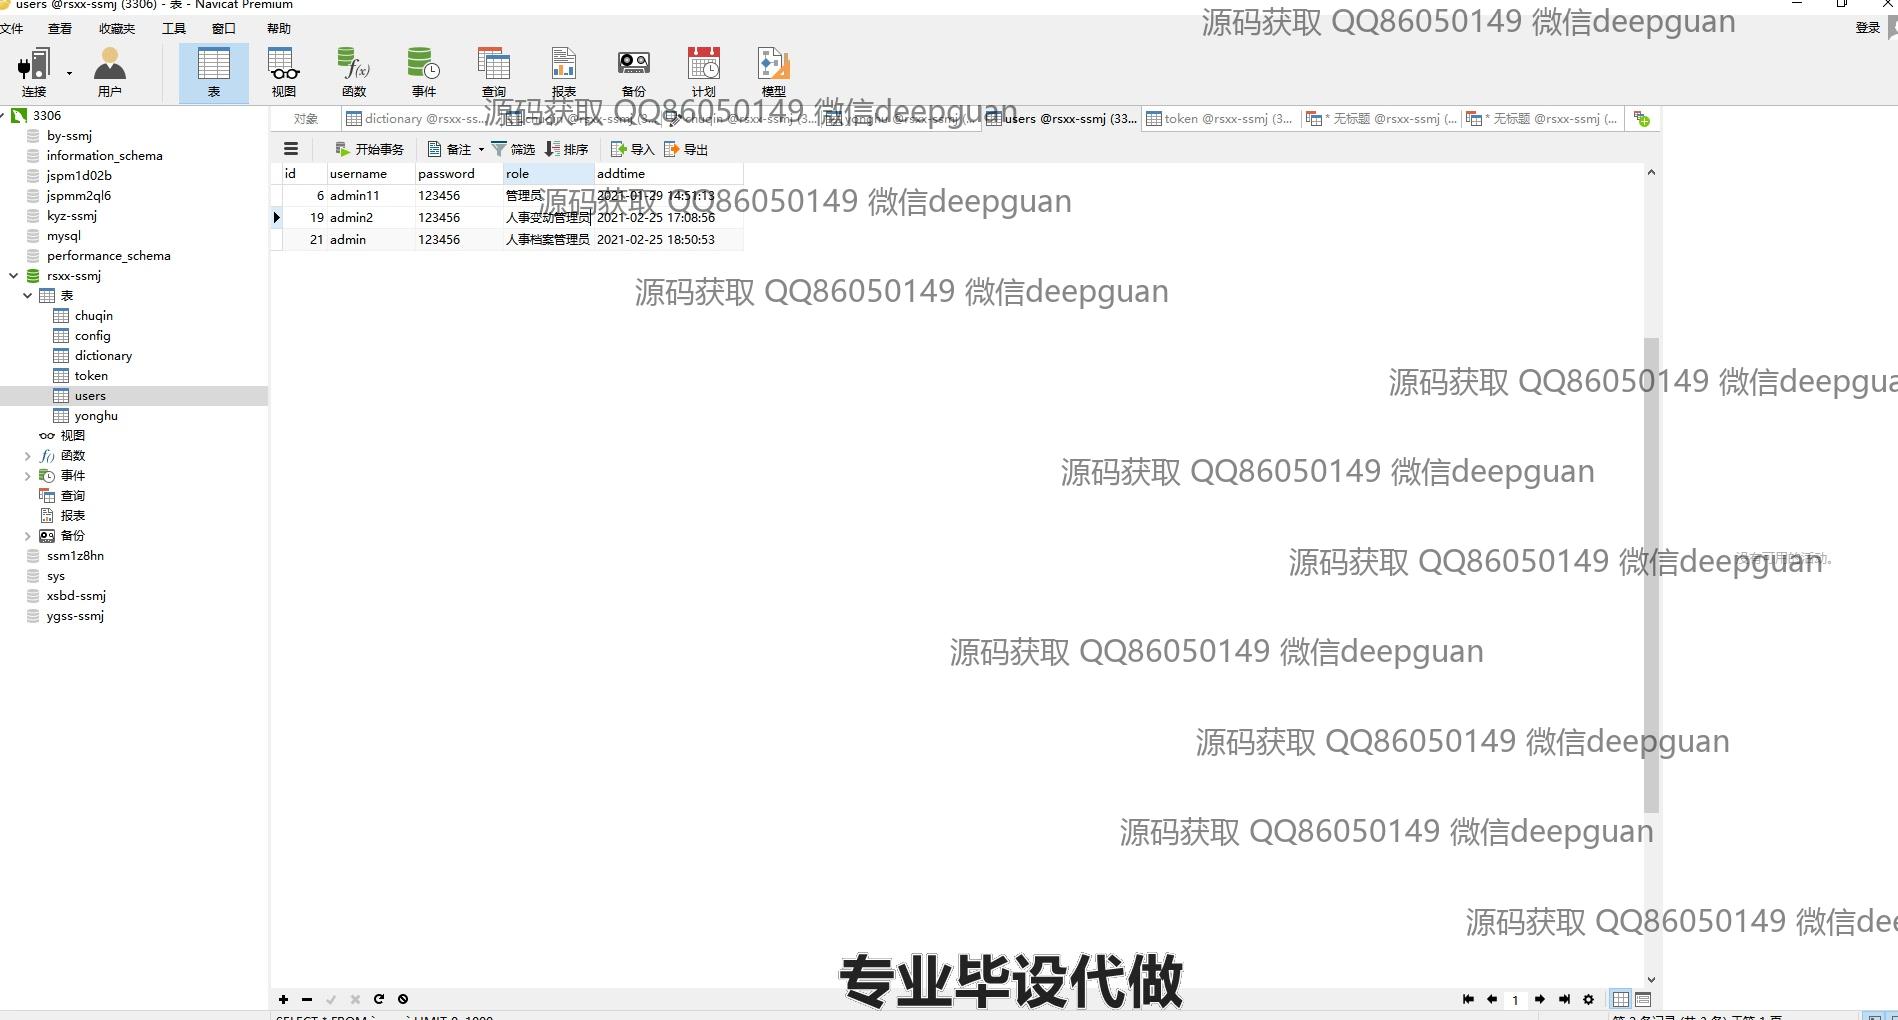 users @rsxx-ssmj (3306) - 表 - Navicat Premium
源码获取 QQ86050149 微信deepguan
文件 查看 收藏夹 工具 窗口 帮助
登录
连接 用户 表 视图 函数 事件 查询 报表 备份 计划 模型
源码获取 QQ86050149 微信deepguan
对象 dictionary @rsxx-ss... chuqin @rsxx-ssmj (3... chuqin @rsxx-ssmj (3... yonghu @rsxx-ssmj (... users @rsxx-ssmj (33... token @rsxx-ssmj (3... * 无标题 @rsxx-ssmj (... * 无标题 @rsxx-ssmj (...
开始事务 备注 筛选 排序 导入 导出
id username password role addtime
6 admin11 123456 管理员 2021-01-29 14:51:13
源码获取 QQ86050149 微信deepguan
19 admin2 123456 人事变动管理员 2021-02-25 17:08:56
21 admin 123456 人事档案管理员 2021-02-25 18:50:53
3306
by-ssmj
information_schema
jspm1d02b
jspmm2ql6
kyz-ssmj
mysql
performance_schema
rsxx-ssmj
表
chuqin
config
dictionary
token
users
yonghu
视图
函数
事件
查询
报表
备份
ssm1z8hn
sys
xsbd-ssmj
ygss-ssmj
源码获取 QQ86050149 微信deepguan
源码获取 QQ86050149 微信deepgua
源码获取 QQ86050149 微信deepguan
源码获取 QQ86050149 微信deepguan
没有可用的活动。
源码获取 QQ86050149 微信deepguan
源码获取 QQ86050149 微信deepguan
源码获取 QQ86050149 微信deepguan
源码获取 QQ86050149 微信dee
专业毕设代做
1